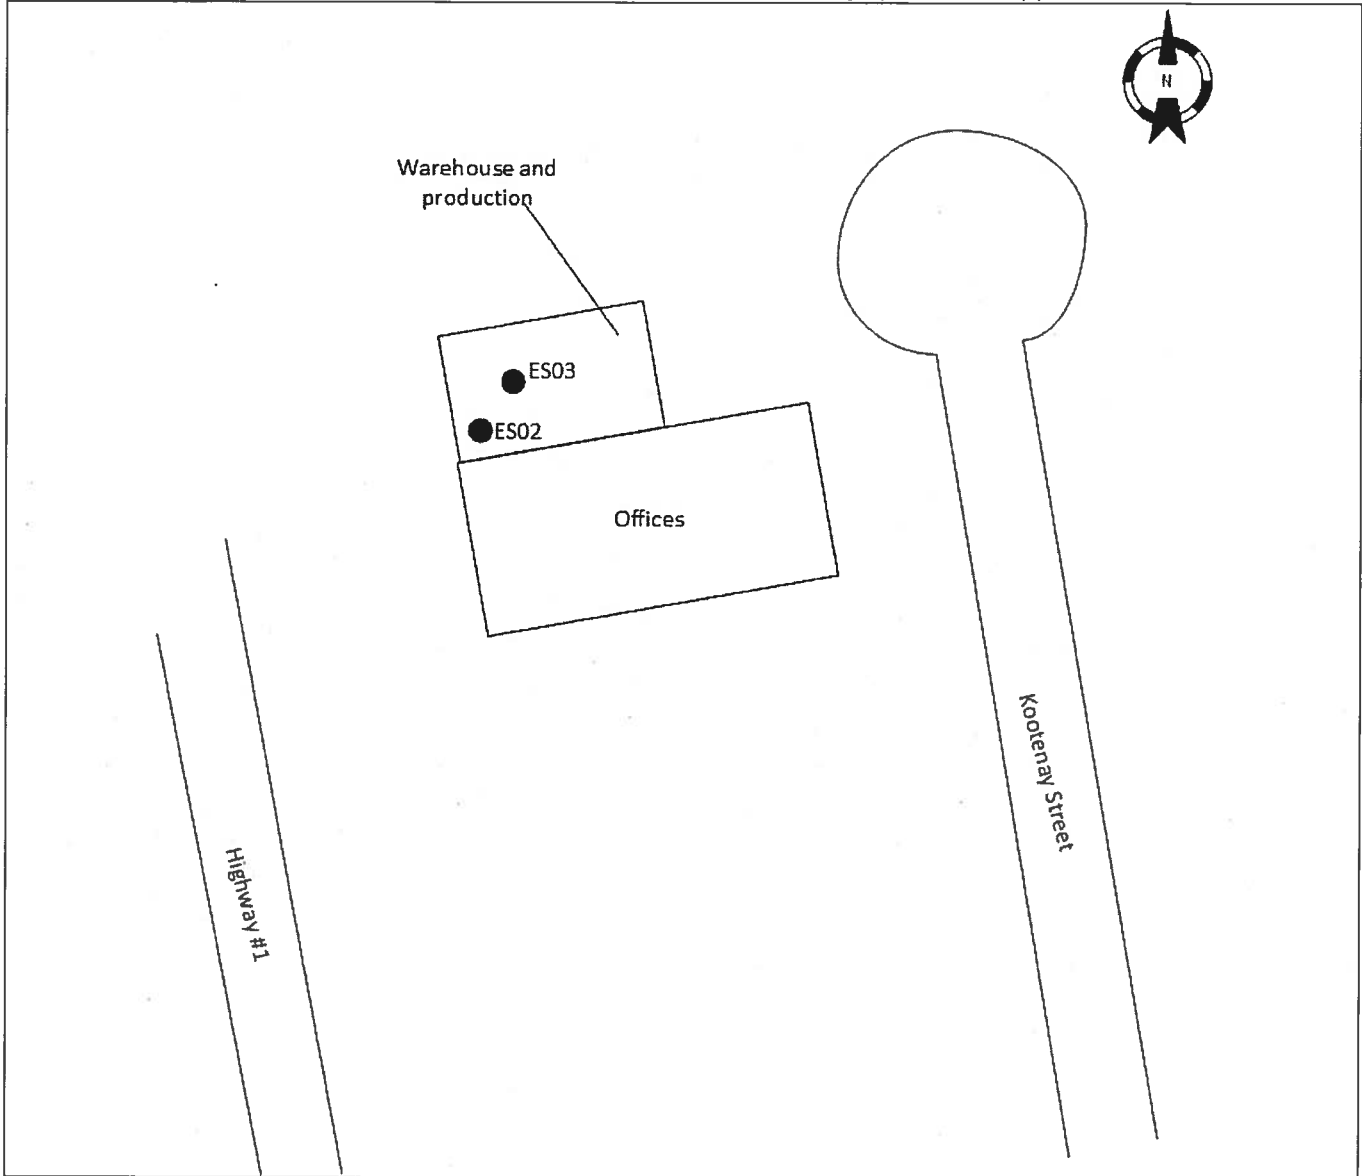 N
Warehouse and
production
ES03
ES02
Offices
Kootenay Street
Highway #1